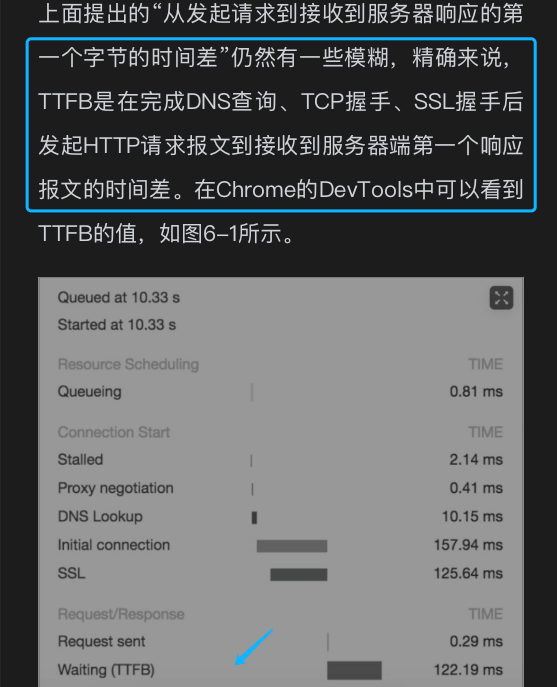 上面提出的“从发起请求到接收到服务器响应的第
一个字节的时间差”仍然有一些模糊，精确来说，
TTFB是在完成DNS查询、TCP握手、SSL握手后
发起HTTP请求报文到接收到服务器端第一个响应
报文的时间差。在Chrome的DevTools中可以看到
TTFB的值，如图6-1所示。
Queued at 10.33 s
Started at 10.33 s
Resource Scheduling TIME
Queueing 0.81 ms
Connection Start TIME
Stalled 2.14 ms
Proxy negotiation 0.41 ms
DNS Lookup 10.15 ms
Initial connection 157.94 ms
SSL 125.64 ms
Request/Response TIME
Request sent 0.29 ms
Waiting (TTFB) 122.19 ms